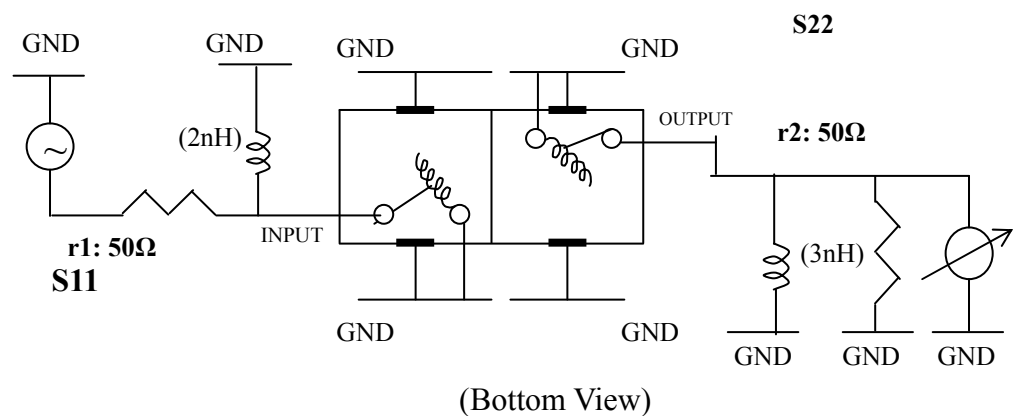 S22
GND
GND
GND
GND
(2nH)
OUTPUT
r2: 50Ω
INPUT
r1: 50Ω
S11
(3nH)
GND
GND
GND
GND
GND
(Bottom View)